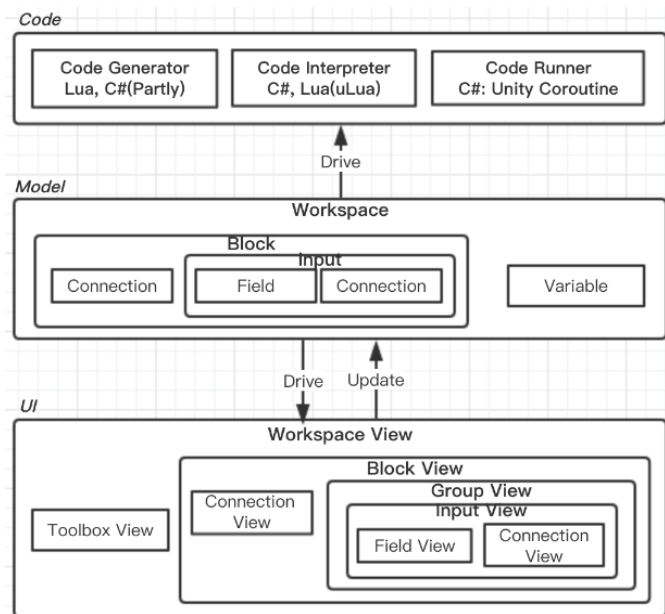 Code
Code Generator
Lua, C#(Partly)
Code Interpreter
C#, Lua(uLua)
Code Runner
C#: Unity Coroutine
Drive
Model
Workspace
Block
Input
Connection
Field
Connection
Variable
Drive
Update
UI
Workspace View
Block View
Group View
Input View
Connection
View
Toolbox View
Field View
Connection
View